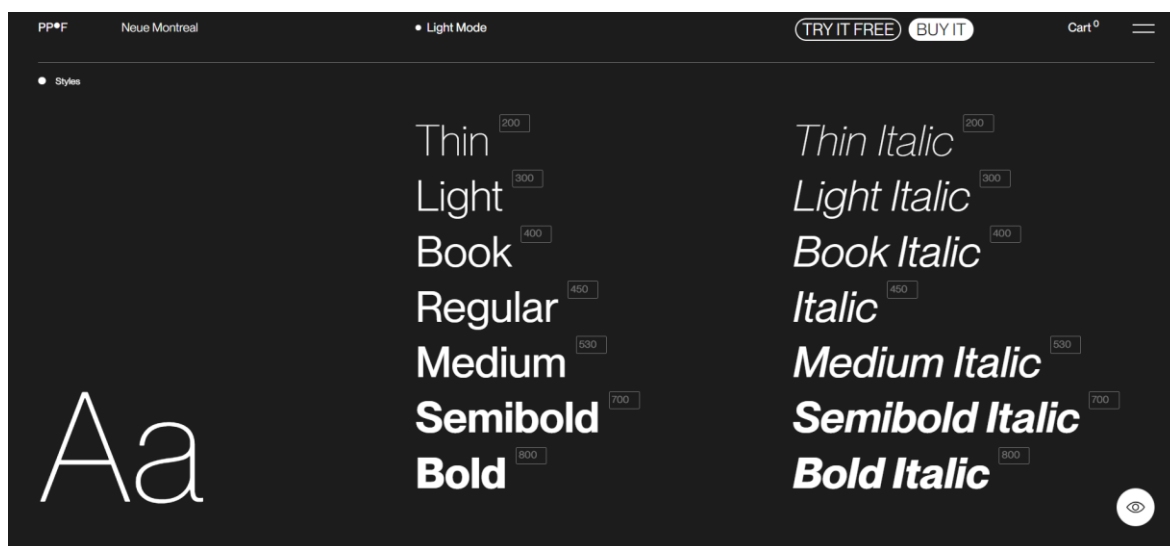 PP•F Neue Montreal • Light Mode TRY IT FREE BUY IT Cart 0
Styles
Thin 200 Thin Italic 200
Light 300 Light Italic 300
Book 400 Book Italic 400
Regular 450 Italic 450
Medium 530 Medium Italic 530
Semibold 700 Semibold Italic 700
Bold 800 Bold Italic 800
Aa